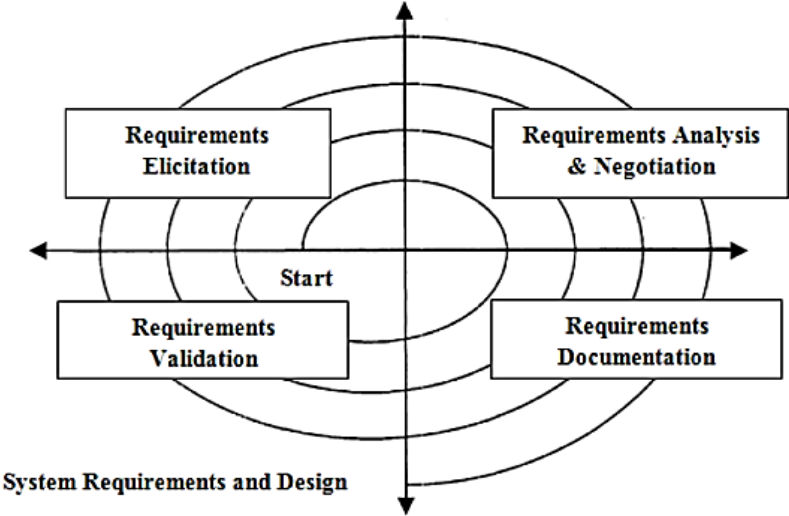 Requirements
Elicitation
Requirements Analysis
& Negotiation
Start
Requirements
Validation
Requirements
Documentation
System Requirements and Design